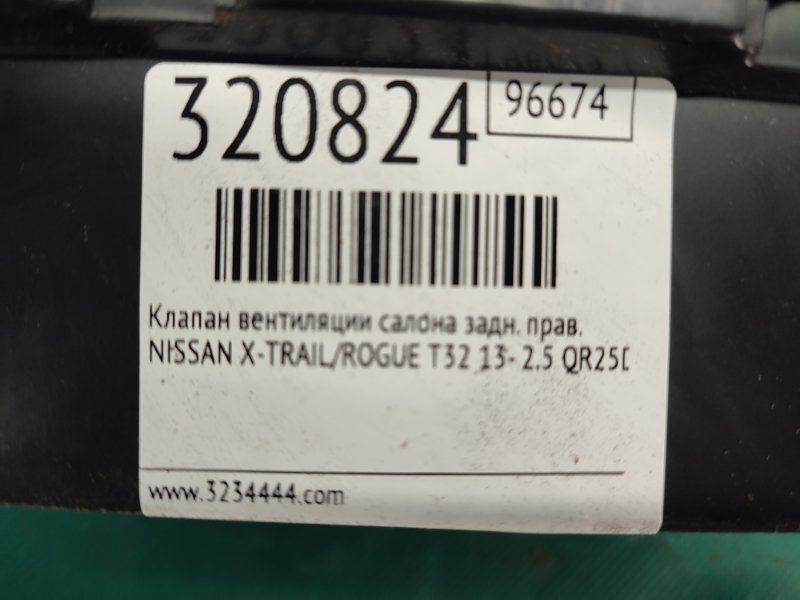 320824
96674
Клапан вентиляции салона задн. прав.
NISSAN X-TRAIL/ROGUE T32 13- 2.5 QR25D
www.3234444.com